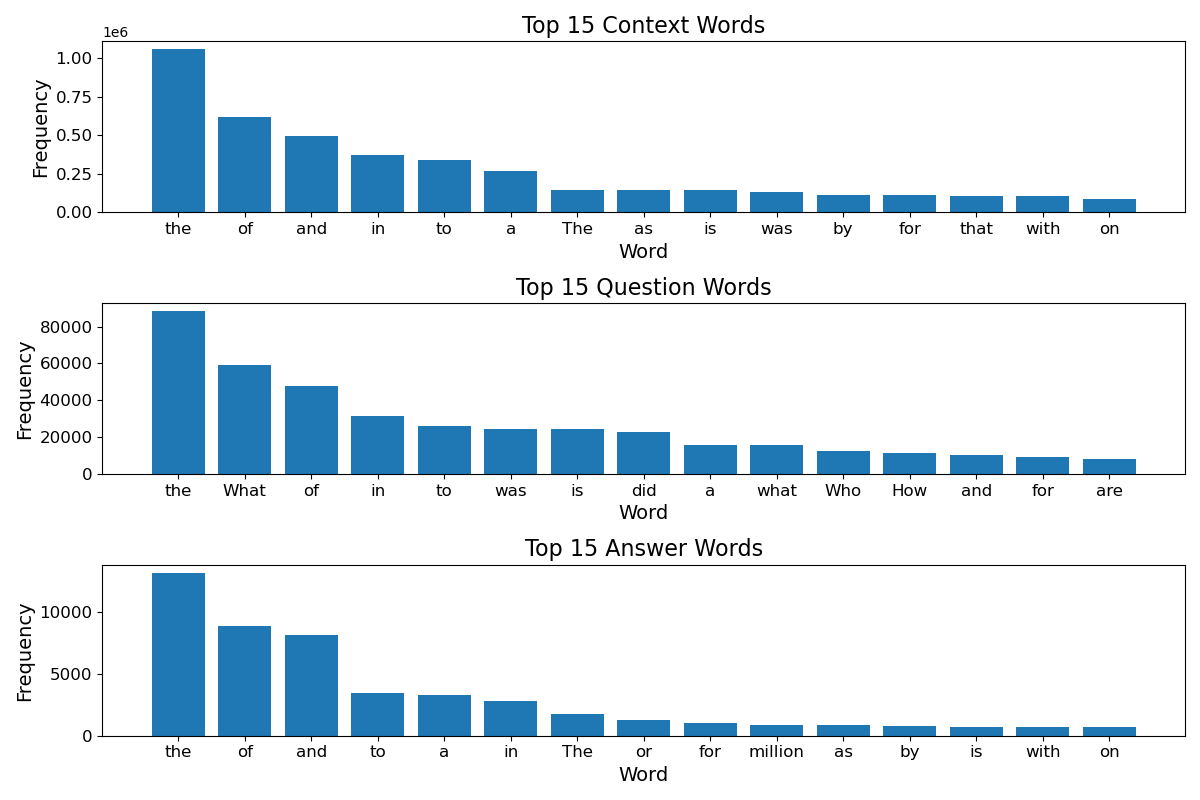 Top 15 Context Words
1e6
1.00
0.75
0.50
0.25
0.00
Frequency
the of and in to a The as is was by for that with on
Word
Top 15 Question Words
80000
60000
40000
20000
0
Frequency
the What of in to was is did a what Who How and for are
Word
Top 15 Answer Words
10000
5000
0
Frequency
the of and to a in The or for million as by is with on
Word